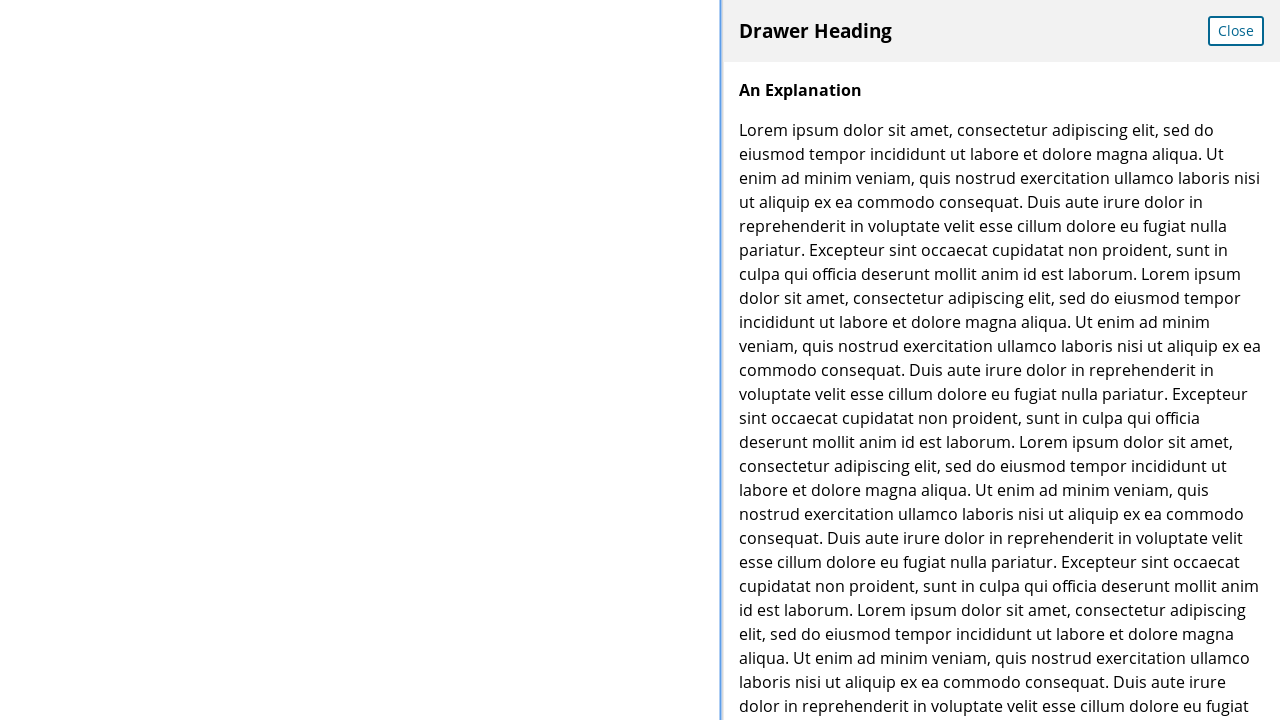 Drawer Heading
Close
An Explanation
Lorem ipsum dolor sit amet, consectetur adipiscing elit, sed do
eiusmod tempor incididunt ut labore et dolore magna aliqua. Ut
enim ad minim veniam, quis nostrud exercitation ullamco laboris nisi
ut aliquip ex ea commodo consequat. Duis aute irure dolor in
reprehenderit in voluptate velit esse cillum dolore eu fugiat nulla
pariatur. Excepteur sint occaecat cupidatat non proident, sunt in
culpa qui officia deserunt mollit anim id est laborum. Lorem ipsum
dolor sit amet, consectetur adipiscing elit, sed do eiusmod tempor
incididunt ut labore et dolore magna aliqua. Ut enim ad minim
veniam, quis nostrud exercitation ullamco laboris nisi ut aliquip ex ea
commodo consequat. Duis aute irure dolor in reprehenderit in
voluptate velit esse cillum dolore eu fugiat nulla pariatur. Excepteur
sint occaecat cupidatat non proident, sunt in culpa qui officia
deserunt mollit anim id est laborum. Lorem ipsum dolor sit amet,
consectetur adipiscing elit, sed do eiusmod tempor incididunt ut
labore et dolore magna aliqua. Ut enim ad minim veniam, quis
nostrud exercitation ullamco laboris nisi ut aliquip ex ea commodo
consequat. Duis aute irure dolor in reprehenderit in voluptate velit
esse cillum dolore eu fugiat nulla pariatur. Excepteur sint occaecat
cupidatat non proident, sunt in culpa qui officia deserunt mollit anim
id est laborum. Lorem ipsum dolor sit amet, consectetur adipiscing
elit, sed do eiusmod tempor incididunt ut labore et dolore magna
aliqua. Ut enim ad minim veniam, quis nostrud exercitation ullamco
laboris nisi ut aliquip ex ea commodo consequat. Duis aute irure
dolor in reprehenderit in voluptate velit esse cillum dolore eu fugiat